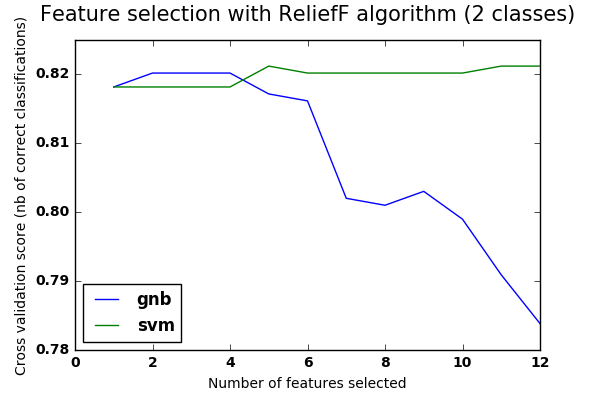 Feature selection with ReliefF algorithm (2 classes)
Cross validation score (nb of correct classifications)
0.82
0.81
0.80
0.79
0.78
gnb
svm
0 2 4 6 8 10 12
Number of features selected